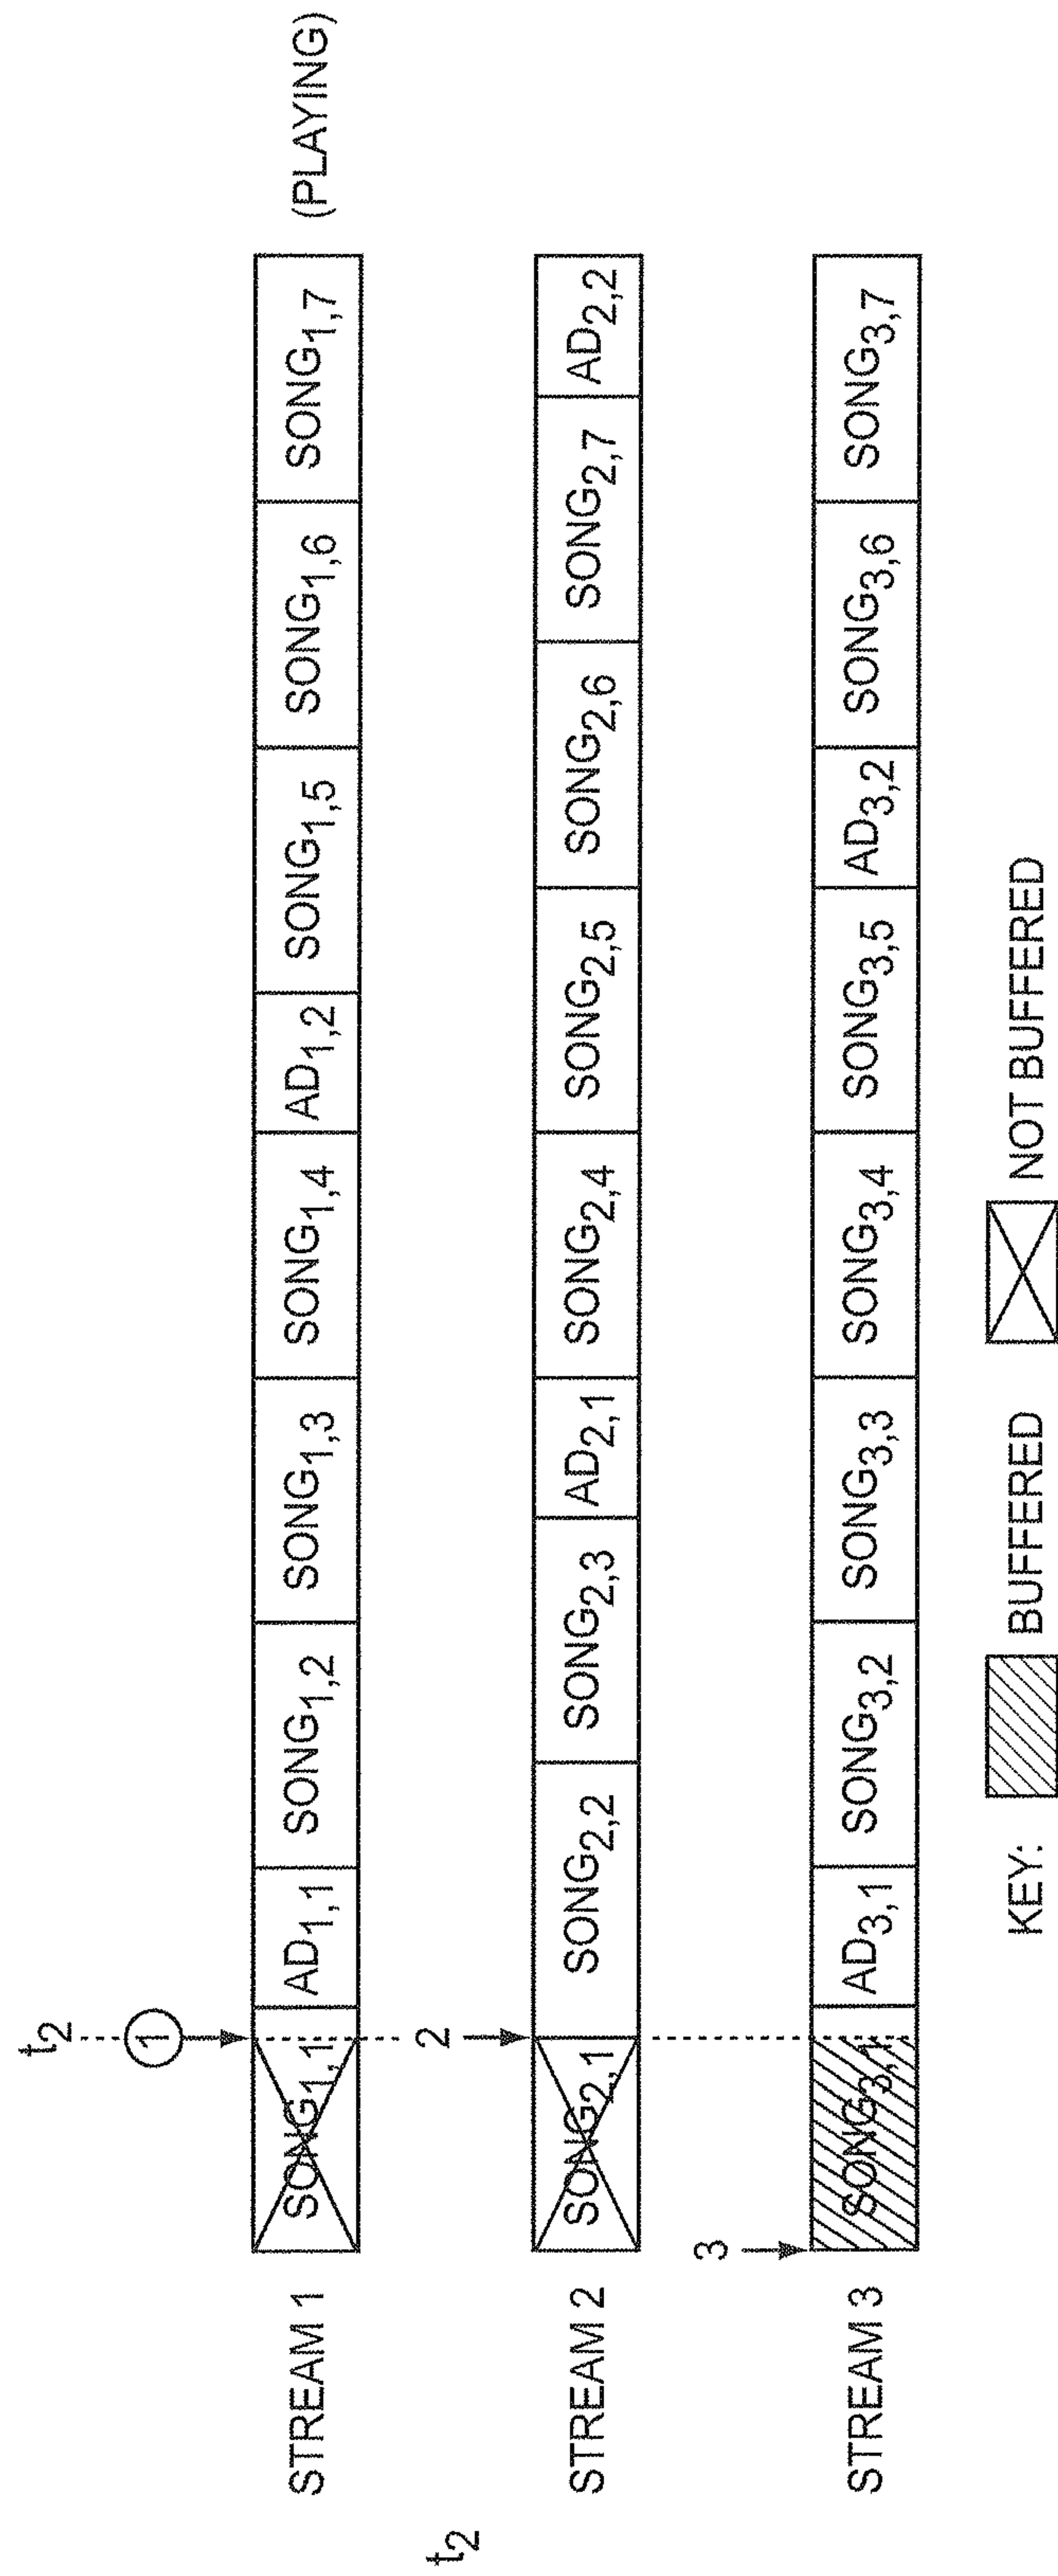 t2
1
STREAM 1 SONG1,1 AD1,1 SONG1,2 SONG1,3 SONG1,4 AD1,2 SONG1,5 SONG1,6 SONG1,7 (PLAYING)
t2
2
STREAM 2 SONG2,1 SONG2,2 SONG2,3 AD2,1 SONG2,4 SONG2,5 SONG2,6 SONG2,7 AD2,2
3
STREAM 3 SONG3,1 AD3,1 SONG3,2 SONG3,3 SONG3,4 SONG3,5 AD3,2 SONG3,6 SONG3,7
KEY: BUFFERED NOT BUFFERED